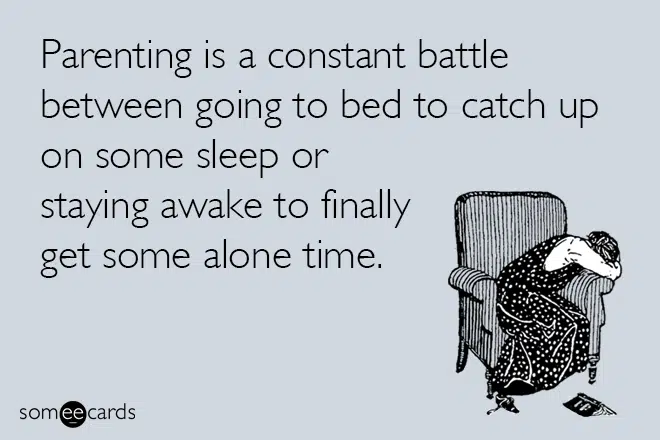 Parenting is a constant battle
between going to bed to catch up
on some sleep or
staying awake to finally
get some alone time.
someecards